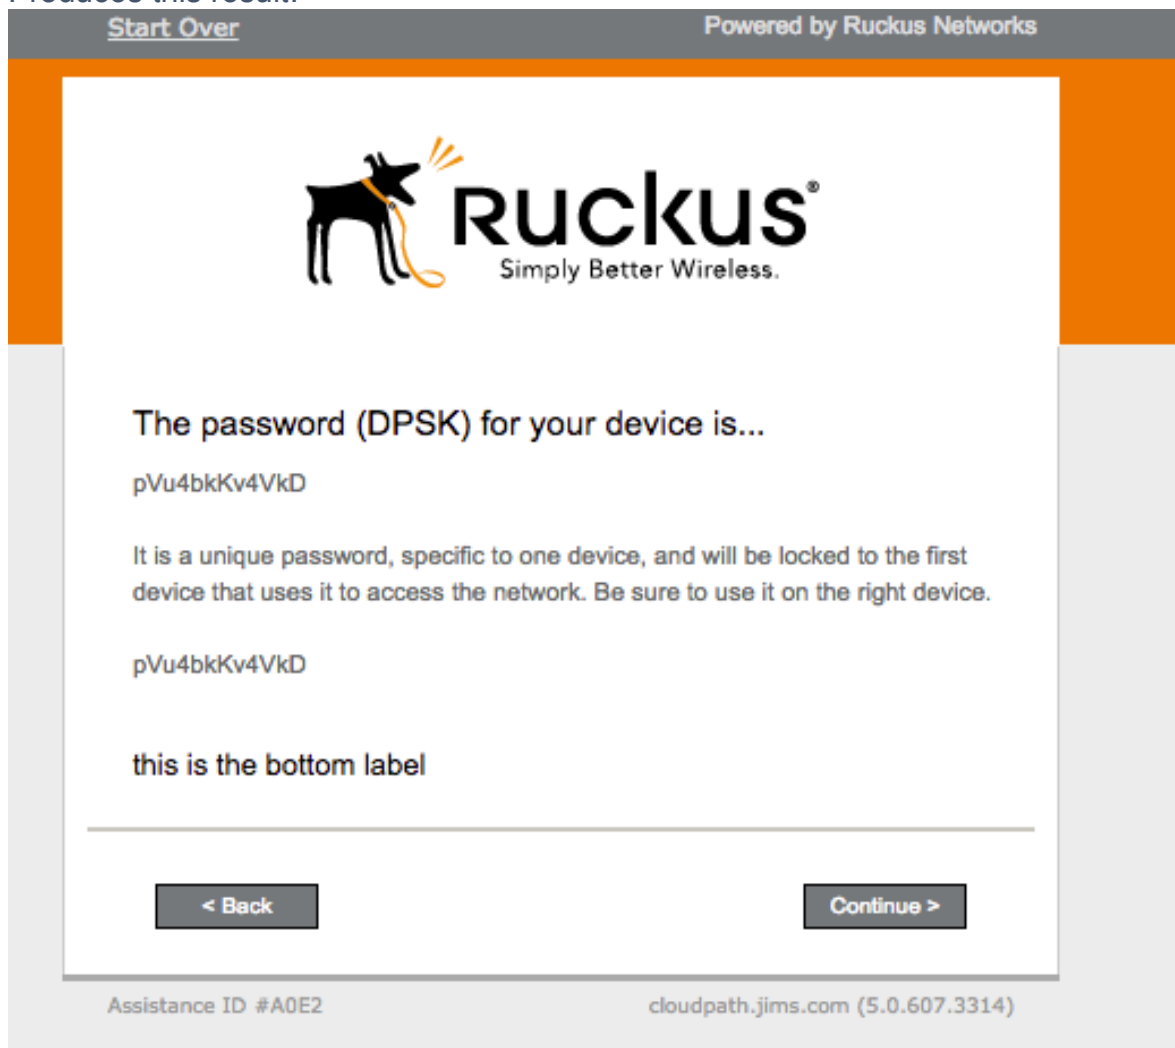 Produces this result:
Start Over
Powered by Ruckus Networks
RUCKUS®
Simply Better Wireless.
The password (DPSK) for your device is...
pVu4bkKv4VkD
It is a unique password, specific to one device, and will be locked to the first
device that uses it to access the network. Be sure to use it on the right device.
pVu4bkKv4VkD
this is the bottom label
< Back
Continue >
Assistance ID #A0E2
cloudpath.jims.com (5.0.607.3314)